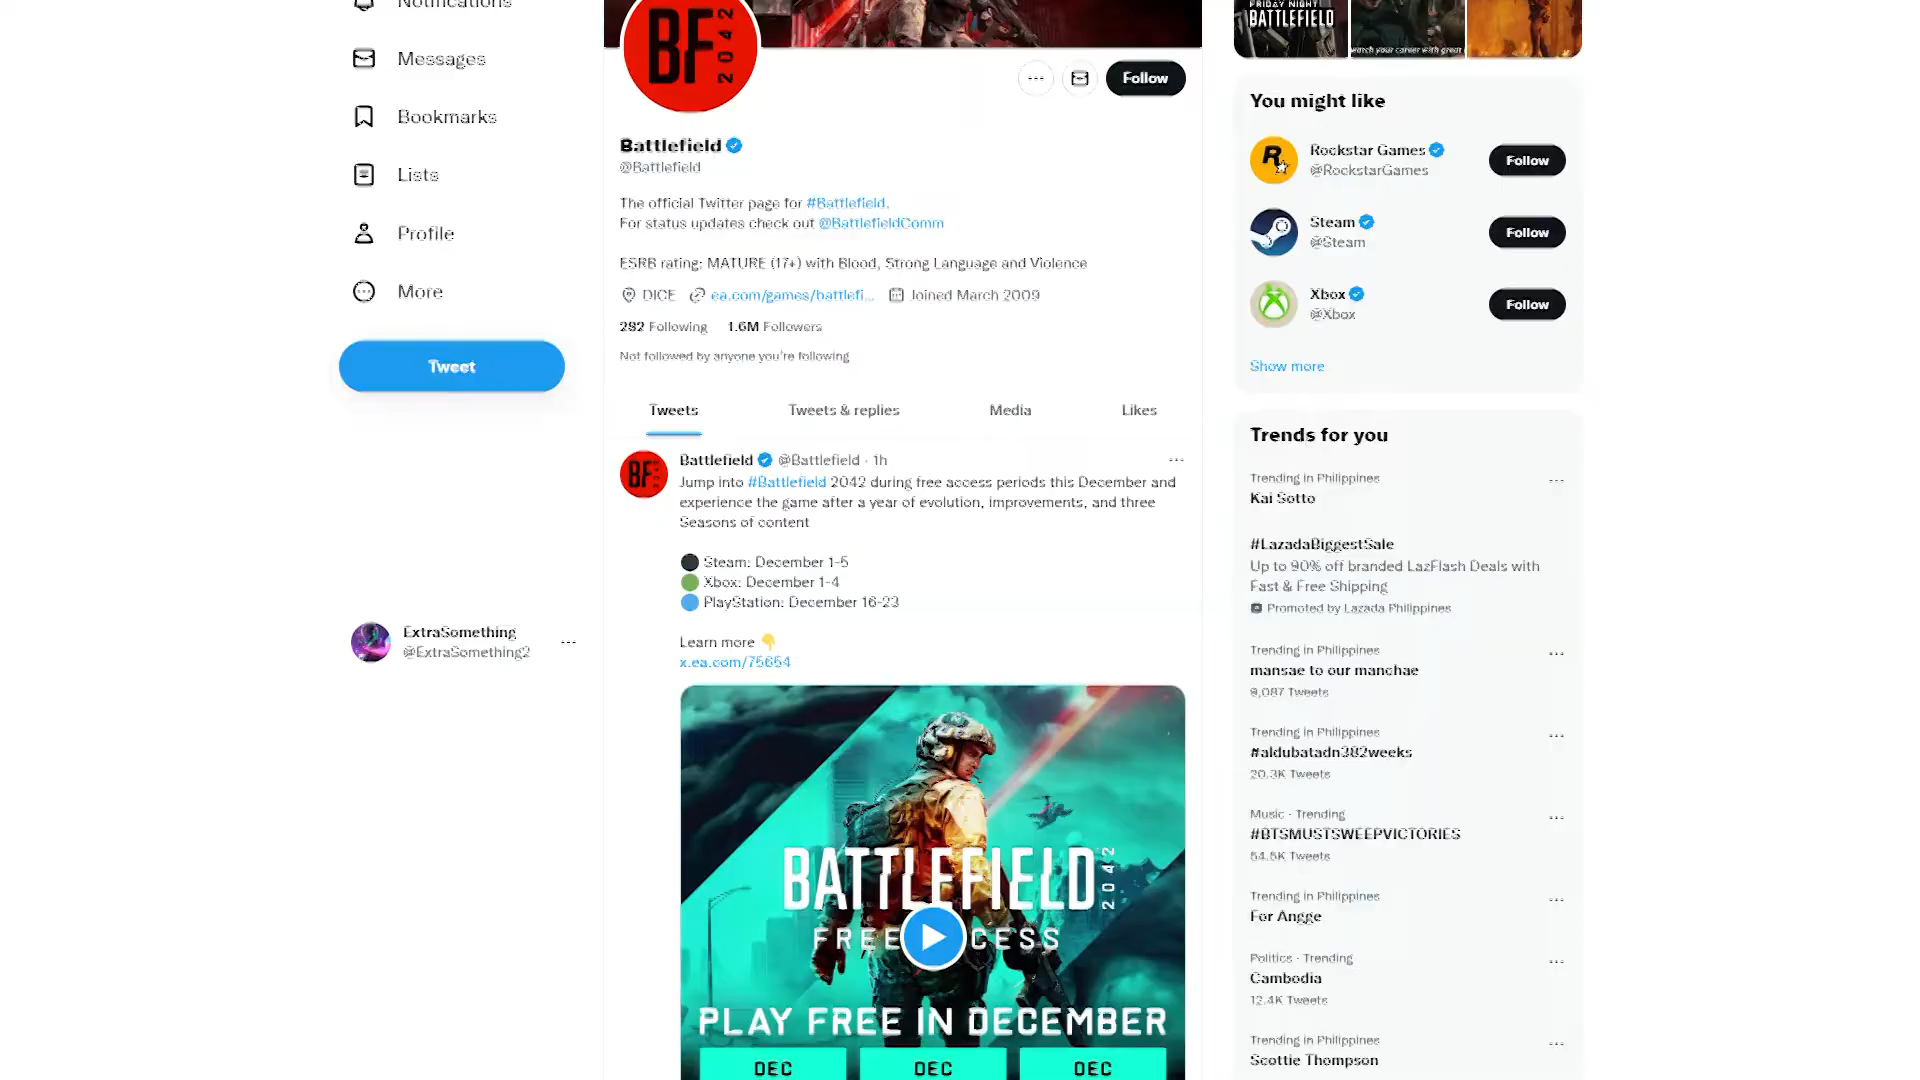 Notifications
Messages
Bookmarks
Lists
Profile
More
Tweet
ExtraSomething
@ExtraSomething2
BF 2042
Follow
Battlefield
@Battlefield
The official Twitter page for #Battlefield.
For status updates check out @BattlefieldComm
ESRB rating: MATURE (17+) with Blood, Strong Language and Violence
DICE ea.com/games/battlefi... Joined March 2009
282 Following 1.6M Followers
Not followed by anyone you're following
Tweets Tweets & replies Media Likes
Battlefield @Battlefield · 1h
Jump into #Battlefield 2042 during free access periods this December and
experience the game after a year of evolution, improvements, and three
Seasons of content
Steam: December 1-5
Xbox: December 1-4
PlayStation: December 16-23
Learn more
x.ea.com/75654
BATTLEFIELD 2042
PLAY FREE IN DECEMBER
DEC DEC DEC
FRIDAY NIGHT
BATTLEFIELD
You might like
Rockstar Games
@RockstarGames
Follow
Steam
@Steam
Follow
Xbox
@Xbox
Follow
Show more
Trends for you
Trending in Philippines
Kai Sotto
#LazadaBiggestSale
Up to 90% off branded LazFlash Deals with
Fast & Free Shipping
Promoted by Lazada Philippines
Trending in Philippines
mansae to our manchae
9,087 Tweets
Trending in Philippines
#aldubatadn382weeks
20.3K Tweets
Music · Trending
#BTSMUSTSWEEPVICTORIES
54.5K Tweets
Trending in Philippines
For Angge
Politics · Trending
Cambodia
12.4K Tweets
Trending in Philippines
Scottie Thompson